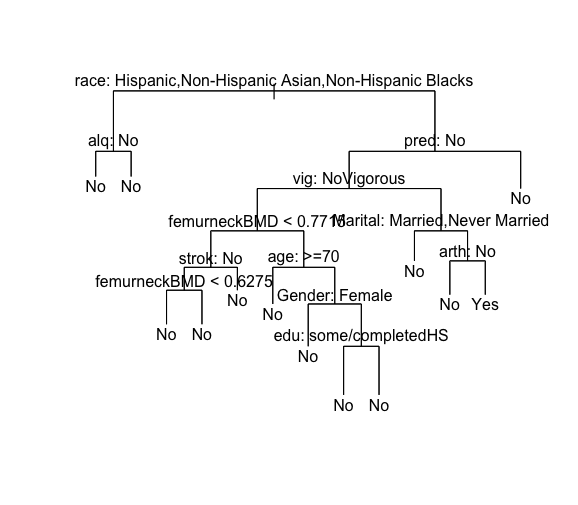 race: Hispanic,Non-Hispanic Asian,Non-Hispanic Blacks
alq: No
pred: No
No
No
vig: NoVigorous
No
femurneckBMD < 0.7715
Marital: Married,Never Married
strok: No
age: >=70
No
arth: No
femurneckBMD < 0.6275
No
No
Gender: Female
No
Yes
No
No
No
edu: some/completedHS
No
No